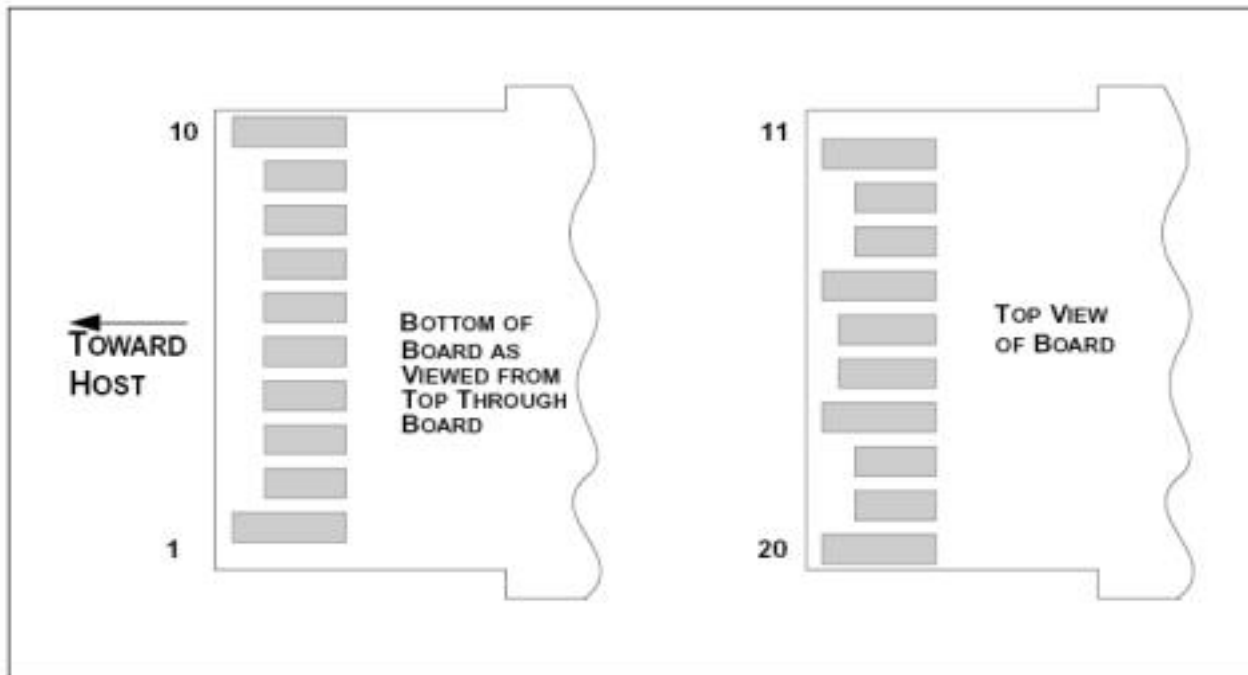 10
1
TOWARD
HOST
BOTTOM OF
BOARD AS
VIEWED FROM
TOP THROUGH
BOARD
11
20
TOP VIEW
OF BOARD